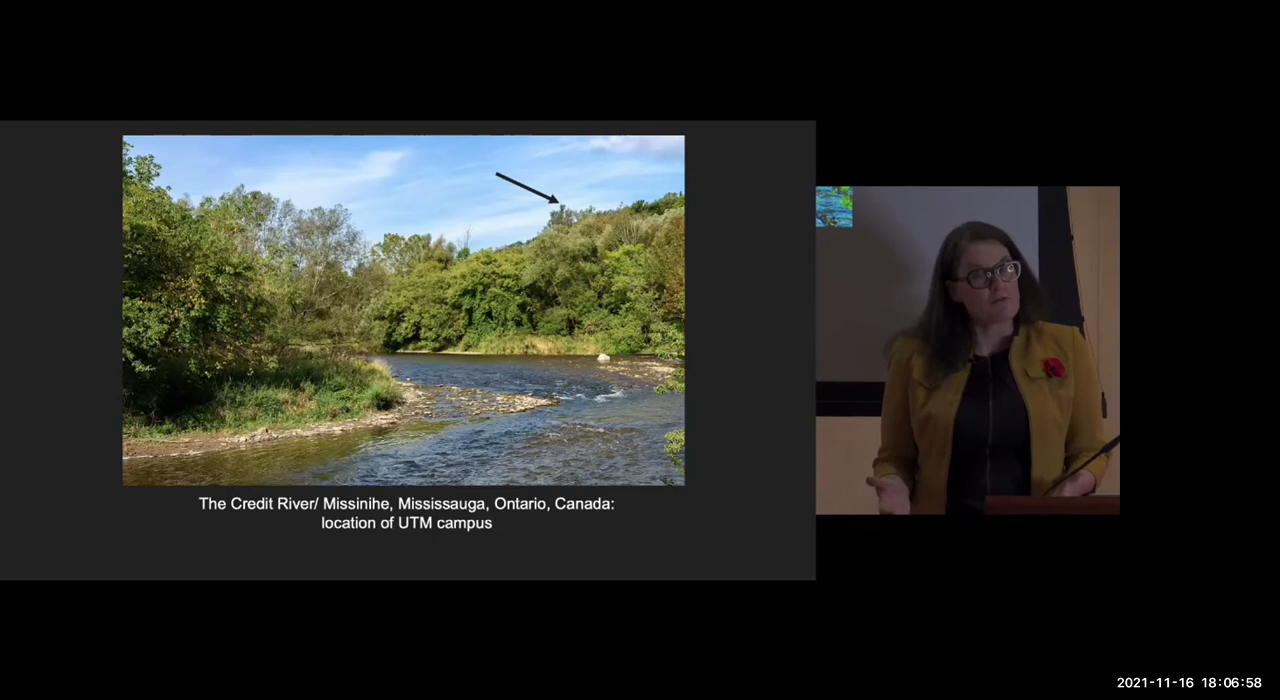 The Credit River/ Missinihe, Mississauga, Ontario, Canada:
location of UTM campus
2021-11-16 18:06:58